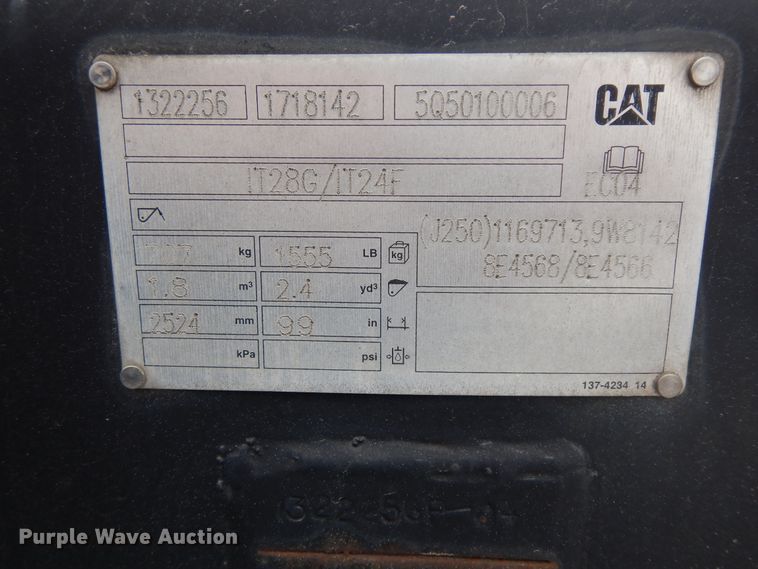 1322256 1718142 5Q50100006 CAT
IT28G/IT24F EC04
(J250)1169713,9W8142
8E4568/8E4566
kg 1555 LB kg
1.8 m³ 2.4 yd³
2524 mm 99 in
kPa psi
137-4234 14
Purple Wave Auction®